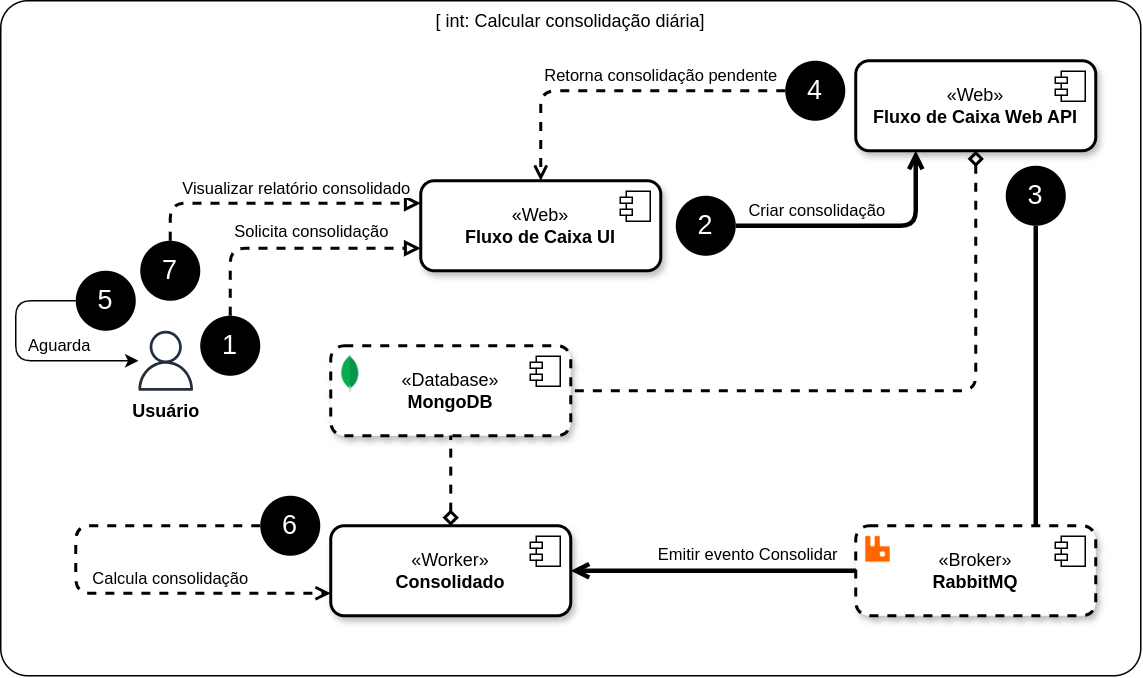 [ int: Calcular consolidação diária]
Retorna consolidação pendente
4
«Web»
Fluxo de Caixa Web API
Visualizar relatório consolidado
Solicita consolidação
«Web»
Fluxo de Caixa UI
2
Criar consolidação
3
7
5
1
Aguarda
Usuário
«Database»
MongoDB
6
Calcula consolidação
«Worker»
Consolidado
Emitir evento Consolidar
«Broker»
RabbitMQ